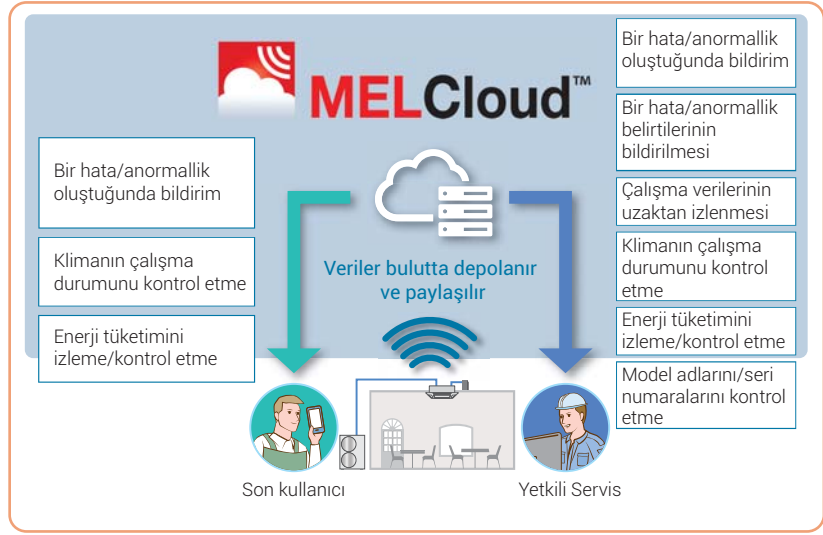 MELCloud™
Bir hata/anormallik
oluştuğunda bildirim
Klimanın çalışma
durumunu kontrol etme
Enerji tüketimini
izleme/kontrol etme
Veriler bulutta depolanır
ve paylaşılır
Bir hata/anormallik
oluştuğunda bildirim
Bir hata/anormallik
belirtilerinin
bildirilmesi
Çalışma verilerinin
uzaktan izlenmesi
Klimanın çalışma
durumunu kontrol
etme
Enerji tüketimini
izleme/kontrol etme
Model adlarını/seri
numaralarını kontrol
etme
Son kullanıcı
Yetkili Servis